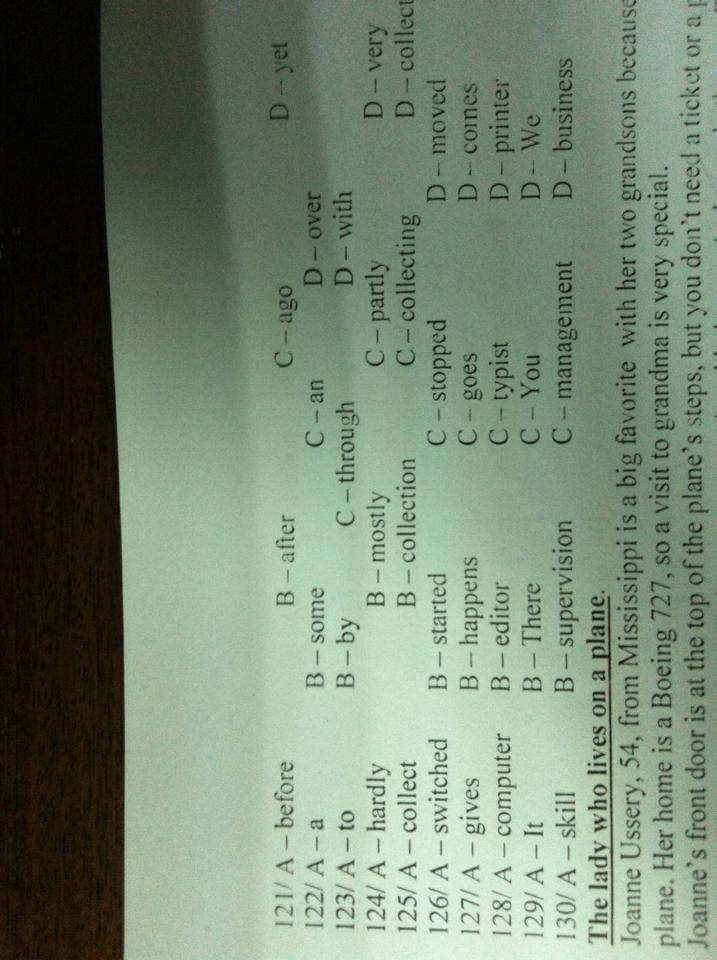 121/ A – before B – after C – ago D – yet
122/ A – a B – some C – an D – over
123/ A – to B – by C – through D – with
124/ A – hardly B – mostly C – partly D – very
125/ A – collect B – collection C – collecting D – collect
126/ A – switched B – started C – stopped D – moved
127/ A – gives B – happens C – goes D – comes
128/ A – computer B – editor C – typist D – printer
129/ A – It B – There C – You D – We
130/ A – skill B – supervision C – management D – business
The lady who lives on a plane.
Joanne Ussery, 54, from Mississippi is a big favorite with her two grandsons because
plane. Her home is a Boeing 727, so a visit to grandma is very special.
Joanne's front door is at the top of the plane's steps, but you don't need a ticket or a